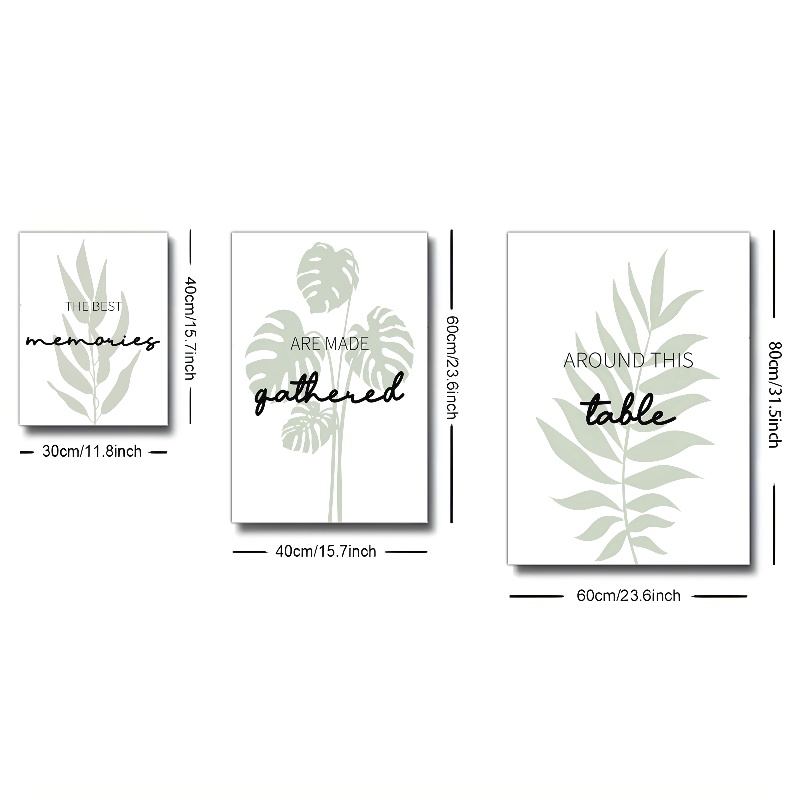 THE BEST
memories
40cm/15.7inch
30cm/11.8inch
ARE MADE
gathered
60cm/23.6inch
40cm/15.7inch
AROUND THIS
table
80cm/31.5inch
60cm/23.6inch